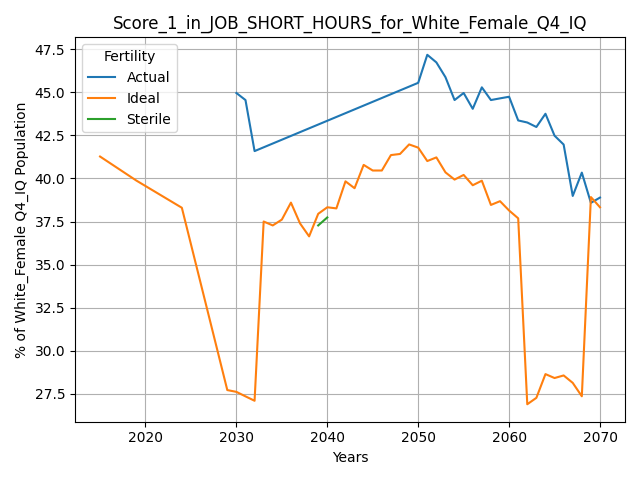 Score_1_in_JOB_SHORT_HOURS_for_White_Female_Q4_IQ
Fertility
Actual
Ideal
Sterile
% of White_Female Q4_IQ Population
47.5
45.0
42.5
40.0
37.5
35.0
32.5
30.0
27.5
2020 2030 2040 2050 2060 2070
Years